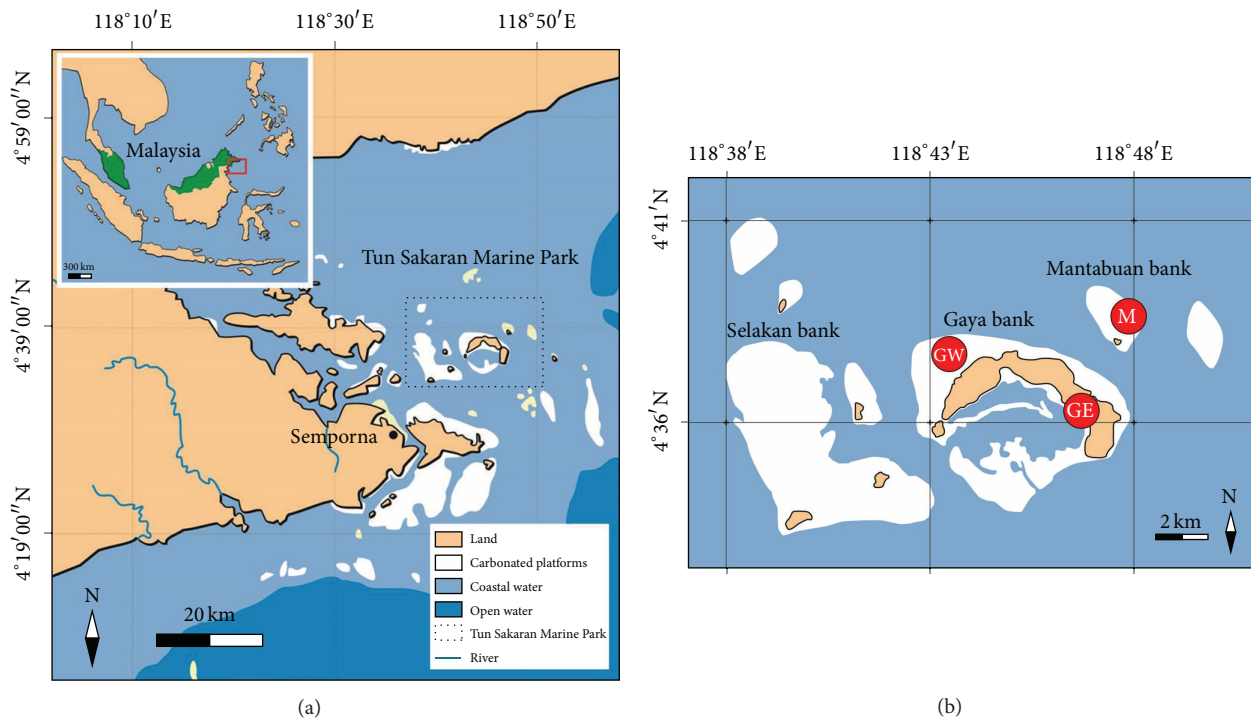 118°10′E
118°30′E
118°50′E
4°59′00″N
4°39′00″N
4°19′00″N
Malaysia
300 km
Tun Sakaran Marine Park
Semporna
N
20 km
Land
Carbonated platforms
Coastal water
Open water
Tun Sakaran Marine Park
River
(a)
118°38′E
118°43′E
118°48′E
4°41′N
4°36′N
Mantabuan bank
M
Selakan bank
Gaya bank
GW
GE
N
2 km
(b)